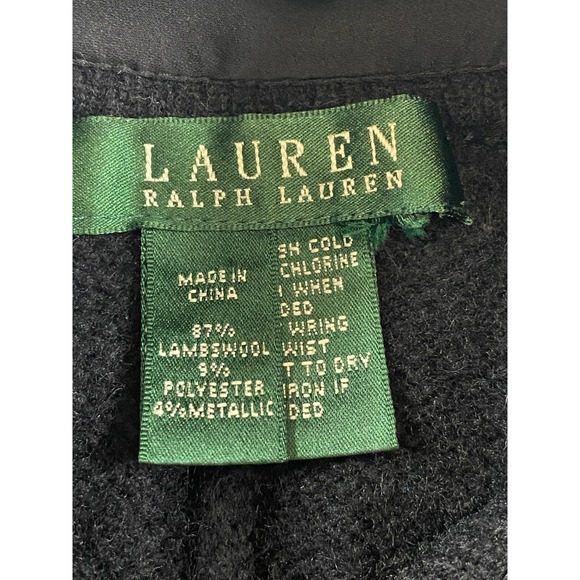 LAUREN
RALPH LAUREN
MADE IN
CHINA
87%
LAMBSWOOL
9%
POLYESTER
4% METALLIC
SH COLD
CHLORINE
WHEN
DED
WRING
WIST
T TO DRY
IRON IF
DED